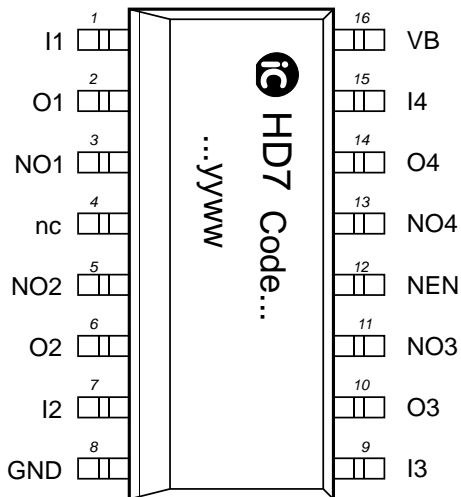 1 16
I1 VB
2 15
O1 I4
3 14
NO1 O4
4 13
nc NO4
5 12
NO2 NEN
6 11
O2 NO3
7 10
I2 O3
8 9
GND I3
iC HD7 Code...
...yyww